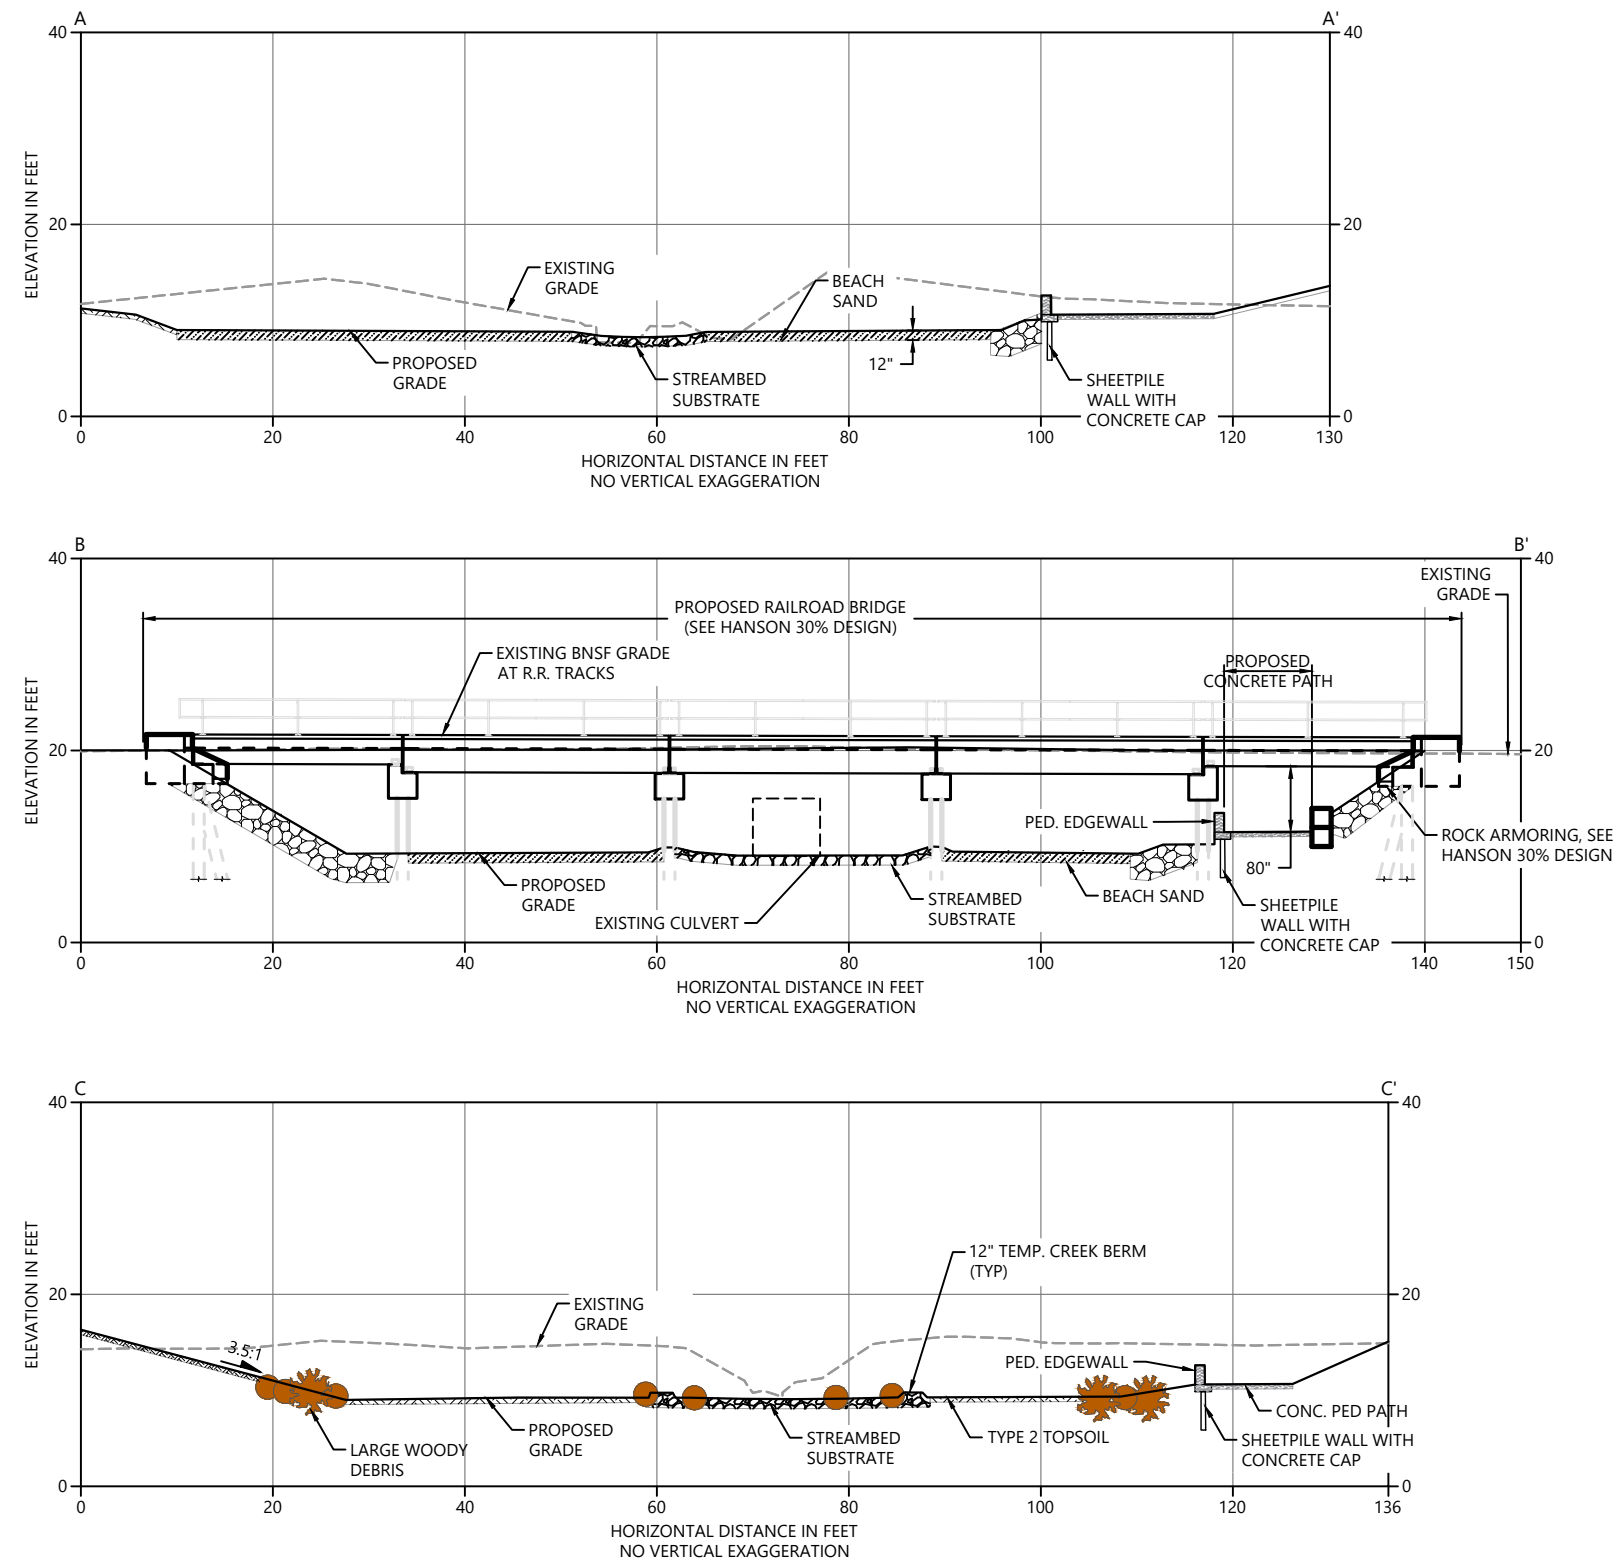 A
A'
40
40
ELEVATION IN FEET
20
20
EXISTING
GRADE
BEACH
SAND
PROPOSED
GRADE
STREAMBED
SUBSTRATE
12"
SHEETPILE
WALL WITH
CONCRETE CAP
0
0
0
20
40
60
80
100
120
130
HORIZONTAL DISTANCE IN FEET
NO VERTICAL EXAGGERATION
B
B'
40
40
EXISTING
GRADE
PROPOSED RAILROAD BRIDGE
(SEE HANSON 30% DESIGN)
EXISTING BNSF GRADE
AT R.R. TRACKS
PROPOSED
CONCRETE PATH
ELEVATION IN FEET
20
20
PED. EDGEWALL
ROCK ARMORING, SEE
HANSON 30% DESIGN
80"
PROPOSED
GRADE
EXISTING CULVERT
STREAMBED
SUBSTRATE
BEACH SAND
SHEETPILE
WALL WITH
CONCRETE CAP
0
0
0
20
40
60
80
100
120
140
150
HORIZONTAL DISTANCE IN FEET
NO VERTICAL EXAGGERATION
C
C'
40
40
ELEVATION IN FEET
12" TEMP. CREEK BERM
(TYP)
20
20
EXISTING
GRADE
3.5:1
PED. EDGEWALL
LARGE WOODY
DEBRIS
PROPOSED
GRADE
STREAMBED
SUBSTRATE
TYPE 2 TOPSOIL
CONC. PED PATH
SHEETPILE WALL WITH
CONCRETE CAP
0
0
0
20
40
60
80
100
120
136
HORIZONTAL DISTANCE IN FEET
NO VERTICAL EXAGGERATION